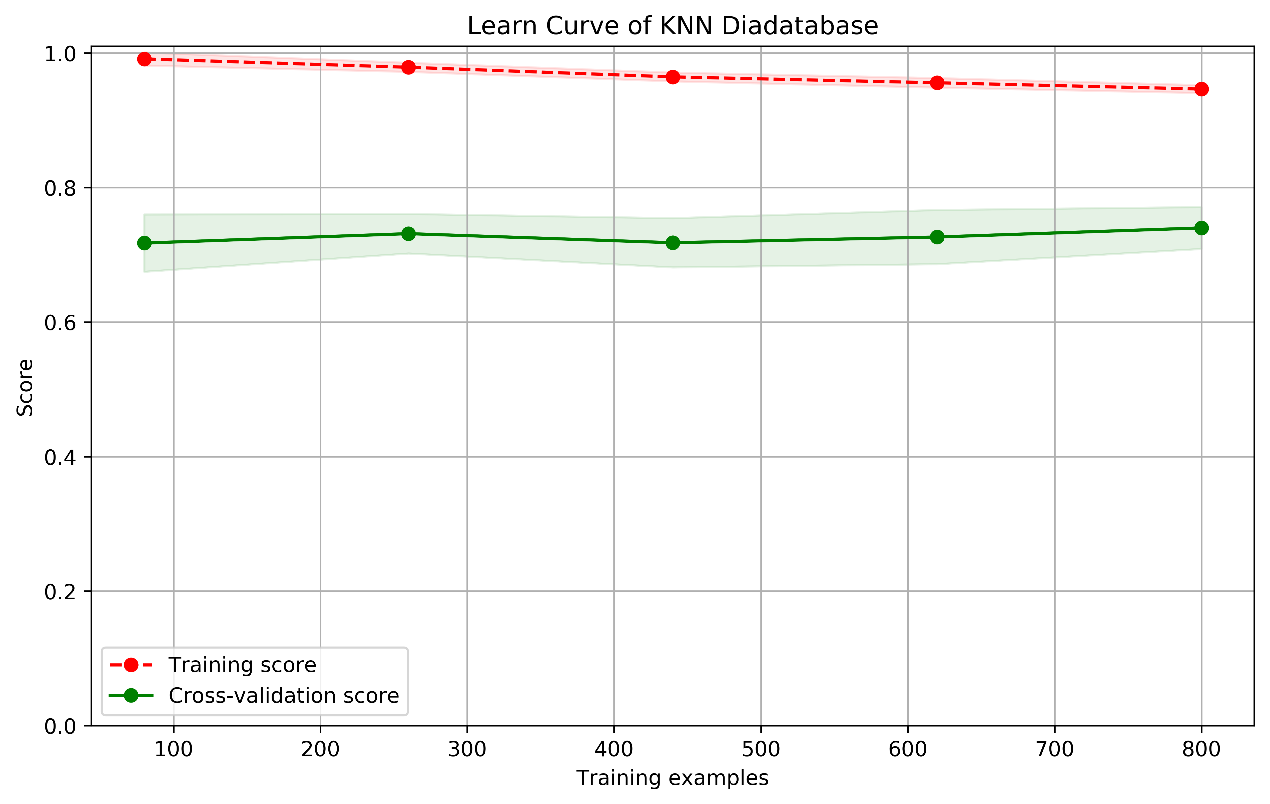 Learn Curve of KNN Diadatabase
1.0
0.8
0.6
0.4
0.2
0.0
Score
Training score
Cross-validation score
100 200 300 400 500 600 700 800
Training examples